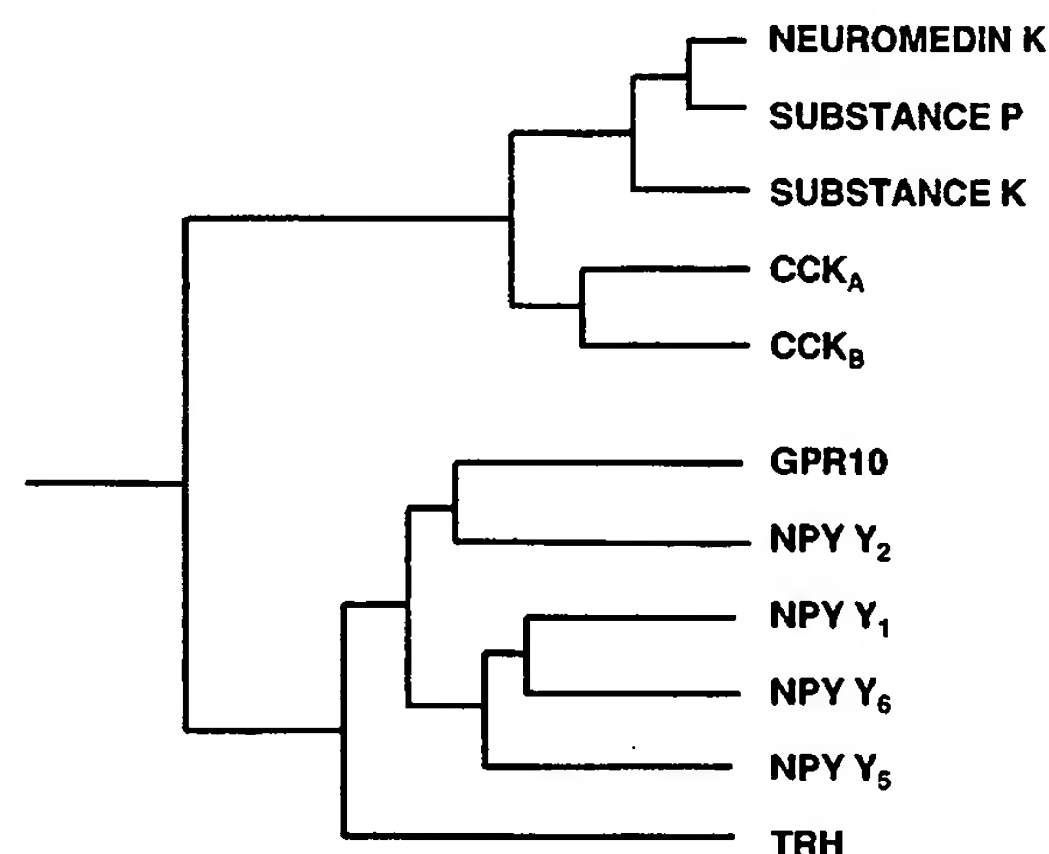 NEUROMEDIN K
SUBSTANCE P
SUBSTANCE K
CCKA
CCKB
GPR10
NPY Y2
NPY Y1
NPY Y6
NPY Y5
TRH